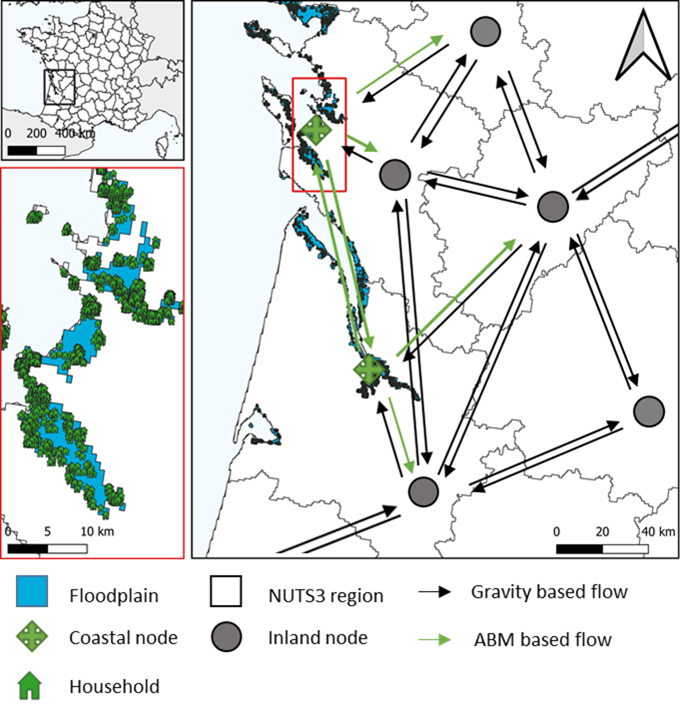 0 200 400 km
0 5 10 km
0 20 40 km
Floodplain
NUTS3 region
Gravity based flow
Coastal node
Inland node
ABM based flow
Household